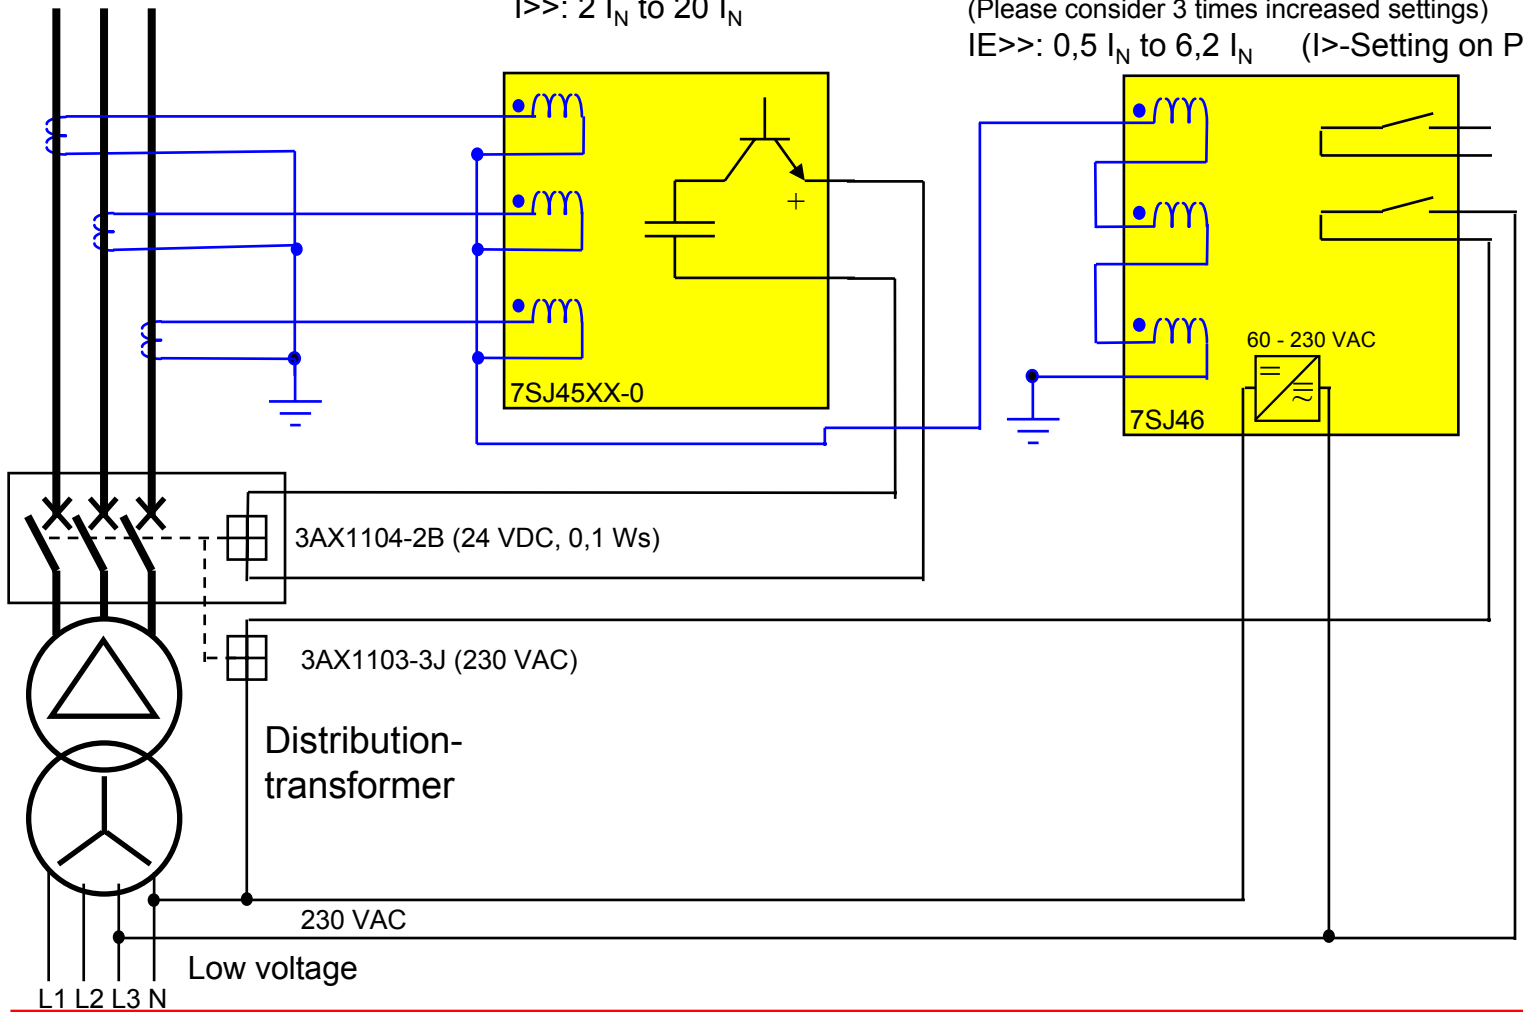 I>>: 2 IN to 20 IN
(Please consider 3 times increased settings)
IE>>: 0,5 IN to 6,2 IN (I>-Setting on P
+
60 - 230 VAC
7SJ45XX-0
7SJ46
3AX1104-2B (24 VDC, 0,1 Ws)
3AX1103-3J (230 VAC)
Distribution-
transformer
230 VAC
Low voltage
L1 L2 L3 N